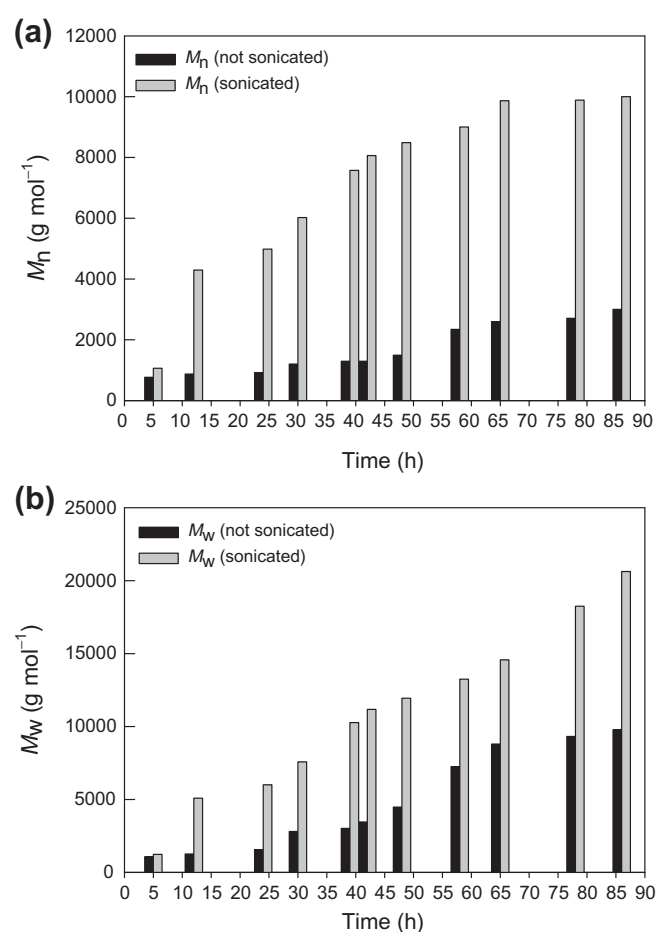 (a)
12000
10000
8000
6000
4000
2000
0
Mn (g mol−1)
Mn (not sonicated)
Mn (sonicated)
0 5 10 15 20 25 30 35 40 45 50 55 60 65 70 75 80 85 90
Time (h)
(b)
25000
20000
15000
10000
5000
0
Mw (g mol−1)
Mw (not sonicated)
Mw (sonicated)
0 5 10 15 20 25 30 35 40 45 50 55 60 65 70 75 80 85 90
Time (h)